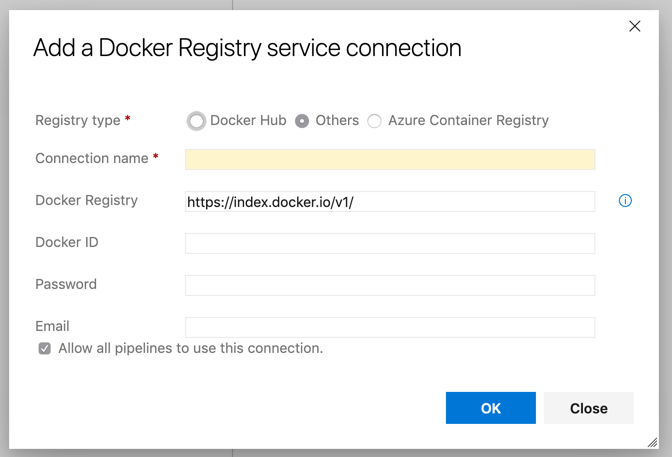 Add a Docker Registry service connection
Registry type * Docker Hub Others Azure Container Registry
Connection name *
Docker Registry https://index.docker.io/v1/
Docker ID
Password
Email
Allow all pipelines to use this connection.
OK Close